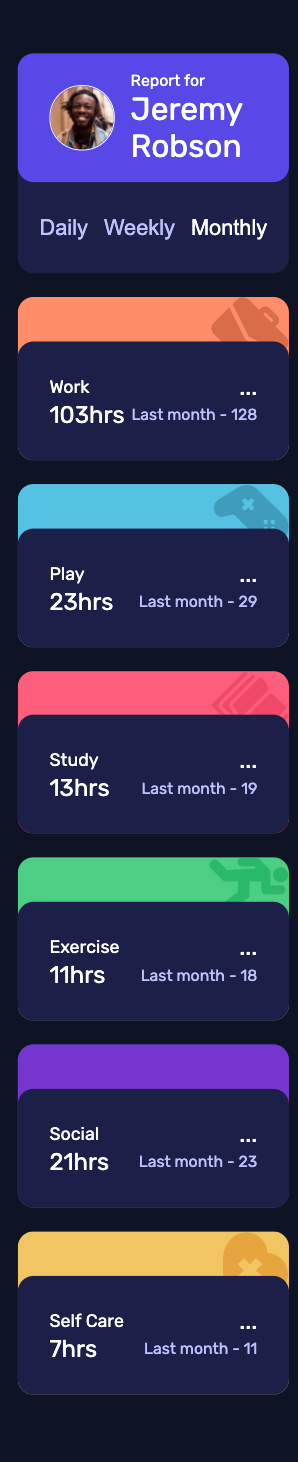 Report for
Jeremy
Robson
Daily Weekly Monthly
Work ...
103hrs Last month - 128
Play ...
23hrs Last month - 29
Study ...
13hrs Last month - 19
Exercise ...
11hrs Last month - 18
Social ...
21hrs Last month - 23
Self Care ...
7hrs Last month - 11